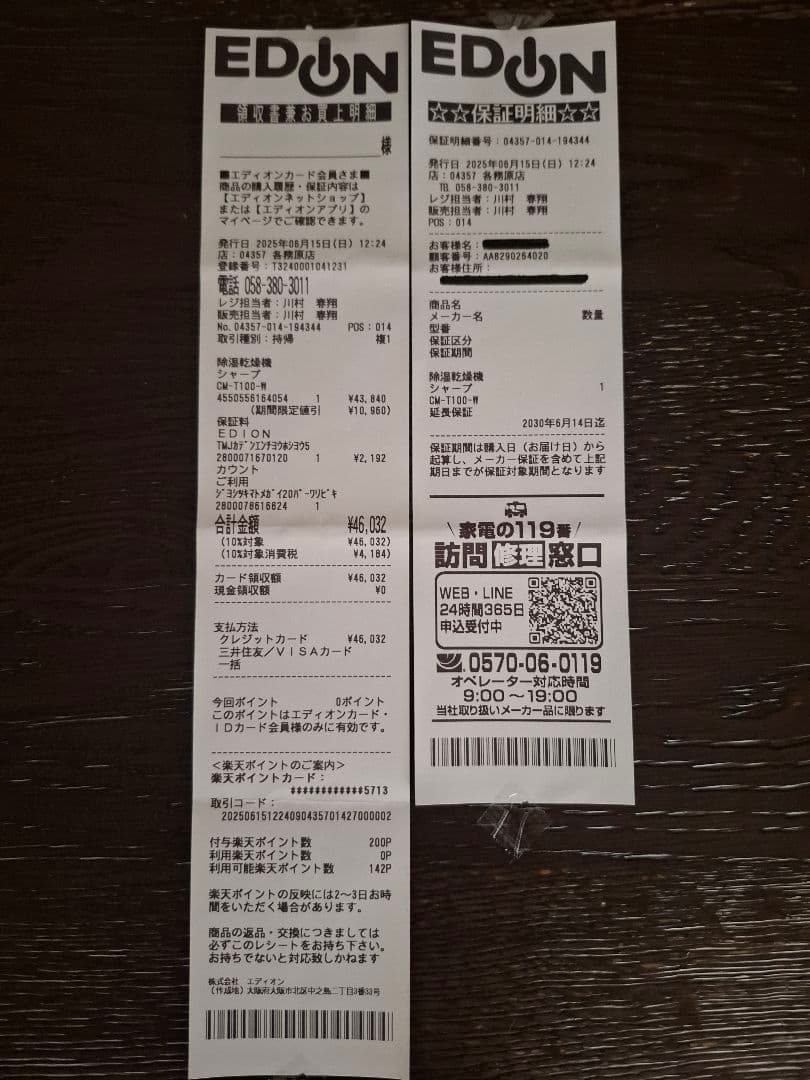 EDION
領収書兼お買上明細
様
■エディオンカード会員さま■
商品の購入履歴・保証内容は
【エディオンネットショップ】
または【エディオンアプリ】の
マイページでご確認できます。
発行日 2025年06月15日(日) 12:24
店:04357 各務原店
登録番号:T3240001041231
電話 058-380-3011
レジ担当者:川村 春翔
販売担当者:川村 春翔
No.04357-014-194344 POS:014
取引種別:持帰 複1
除湿乾燥機
シャープ
CM-T100-W
4550556164054 1 ¥43,840
(期間限定値引 ¥10,960)
保証料
EDION
TMJカデンエンチヨウホシヨウ5
2800071670120 1 ¥2,192
カウント
ご利用
ジヨシツキマトメガイ20パーワリビキ
2800078616624 1
合計金額 ¥46,032
(10%対象 ¥46,032)
(10%対象消費税 ¥4,184)
カード領収額 ¥46,032
現金領収額 ¥0
支払方法
クレジットカード ¥46,032
三井住友/VISAカード
一括
今回ポイント 0ポイント
このポイントはエディオンカード・
IDカード会員様のみに有効です。
<楽天ポイントのご案内>
楽天ポイントカード:
************5713
取引コード:
20250615122409043570142700000​2
付与楽天ポイント数 200P
利用楽天ポイント数 0P
利用可能楽天ポイント数 142P
楽天ポイントの反映には2〜3日お時
間をいただく場合があります。
商品の返品・交換につきましては
必ずこのレシートをお持ち下さい。
お持ちでないと対応致しかねます
株式会社 エディオン
(作成地)大阪府大阪市北区中之島二丁目3番33号
EDION
☆☆保証明細☆☆
保証明細番号:04357-014-194344
発行日 2025年06月15日(日) 12:24
店:04357 各務原店
TEL 058-380-3011
レジ担当者:川村 春翔
販売担当者:川村 春翔
POS:014
お客様名:
顧客番号:AA8290264020
お客様住所:
商品名
メーカー名 数量
型番
保証区分
保証期間
除湿乾燥機
シャープ 1
CM-T100-W
延長保証
2030年6月14日迄
保証期間は購入日(お届け日)から
起算し、メーカー保証を含めて上記
期日までが保証対象期間となります
\家電の119番/
訪問修理窓口
WEB・LINE
24時間365日
申込受付中
0570-06-0119
オペレーター対応時間
9:00〜19:00
当社取り扱いメーカー品に限ります